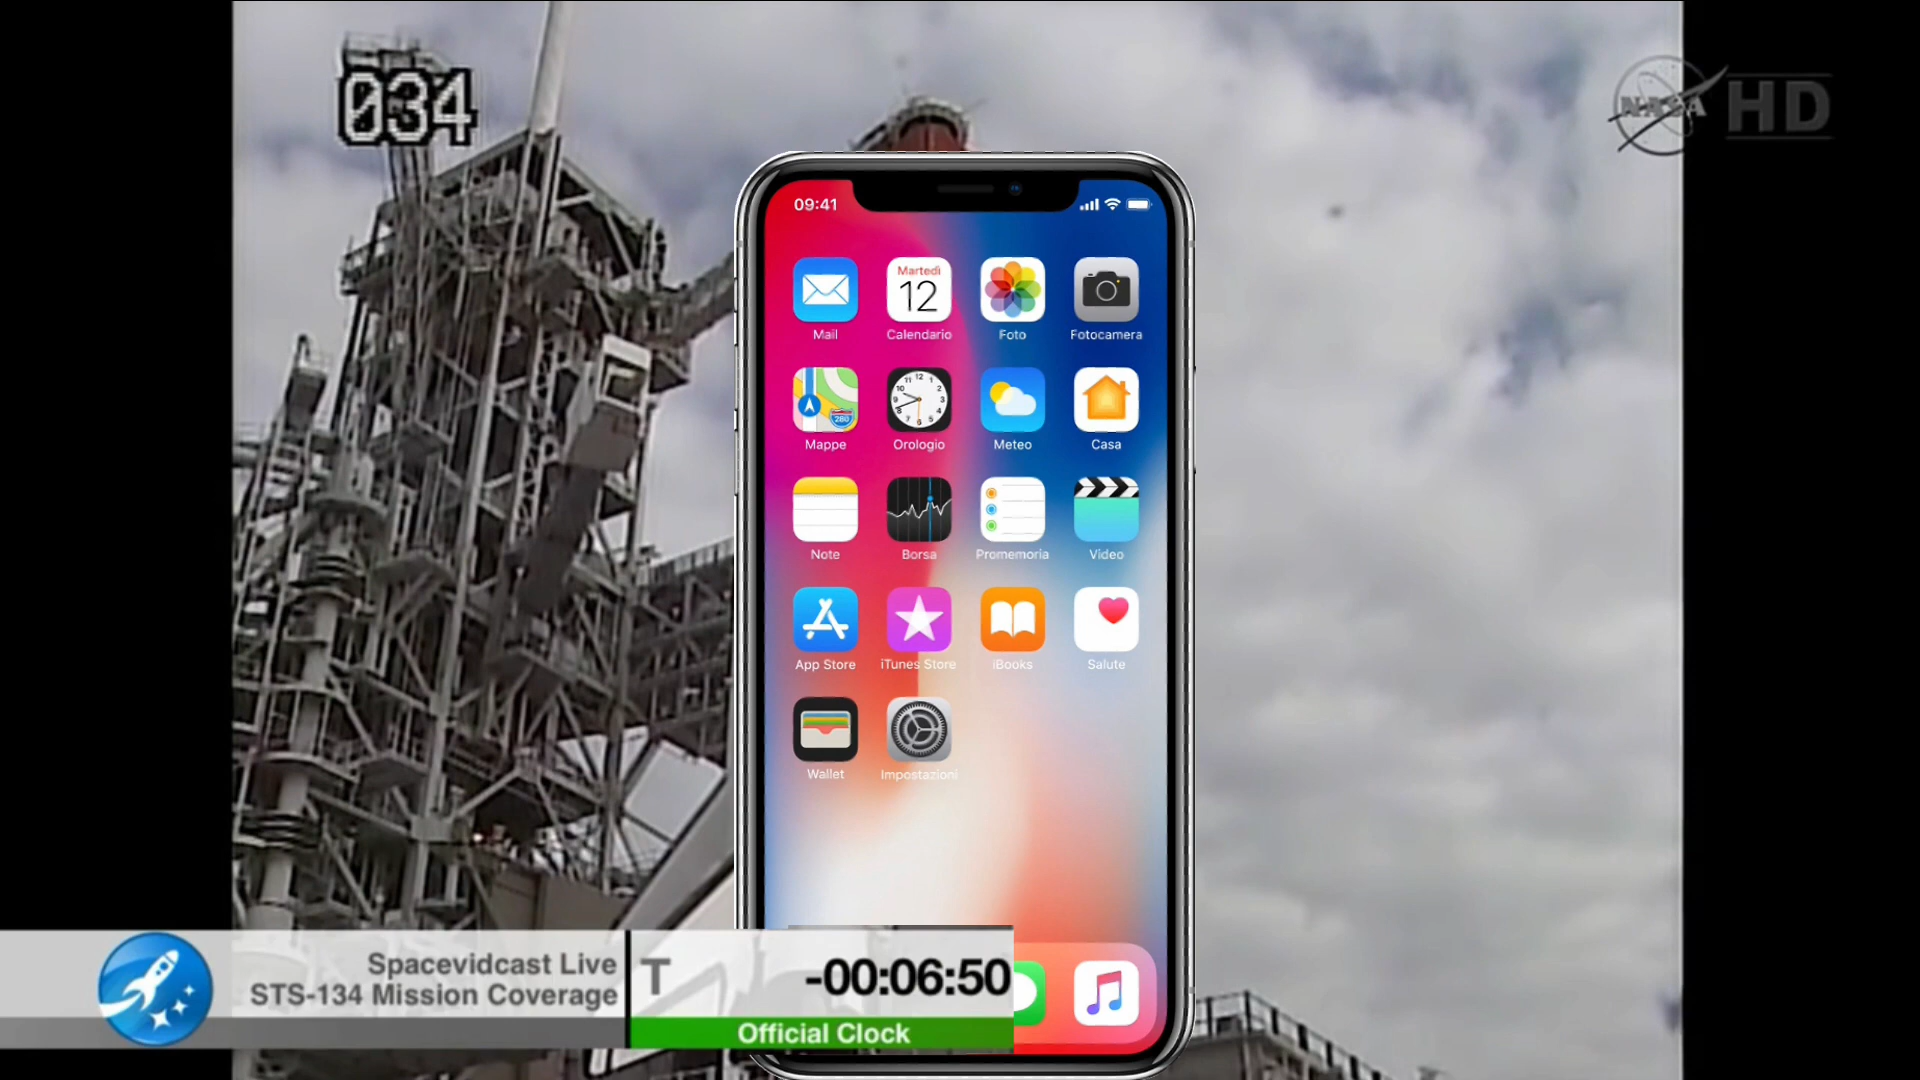 034
NASA HD
09:41
Mail
Martedì
12
Calendario
Foto
Fotocamera
280
Mappe
12
Orologio
Meteo
Casa
Note
Borsa
Promemoria
Video
App Store
iTunes Store
iBooks
Salute
Wallet
Impostazioni
Spacevidcast Live
STS-134 Mission Coverage
T -00:06:50
Official Clock